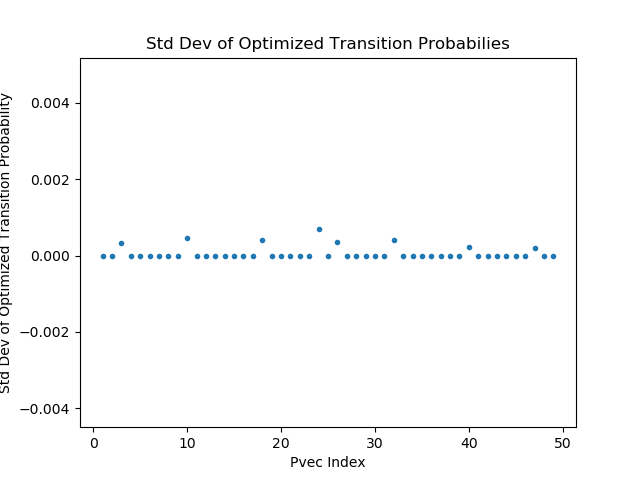 Std Dev of Optimized Transition Probabilies
Std Dev of Optimized Transition Probability
0.004
0.002
0.000
−0.002
−0.004
0 10 20 30 40 50
Pvec Index